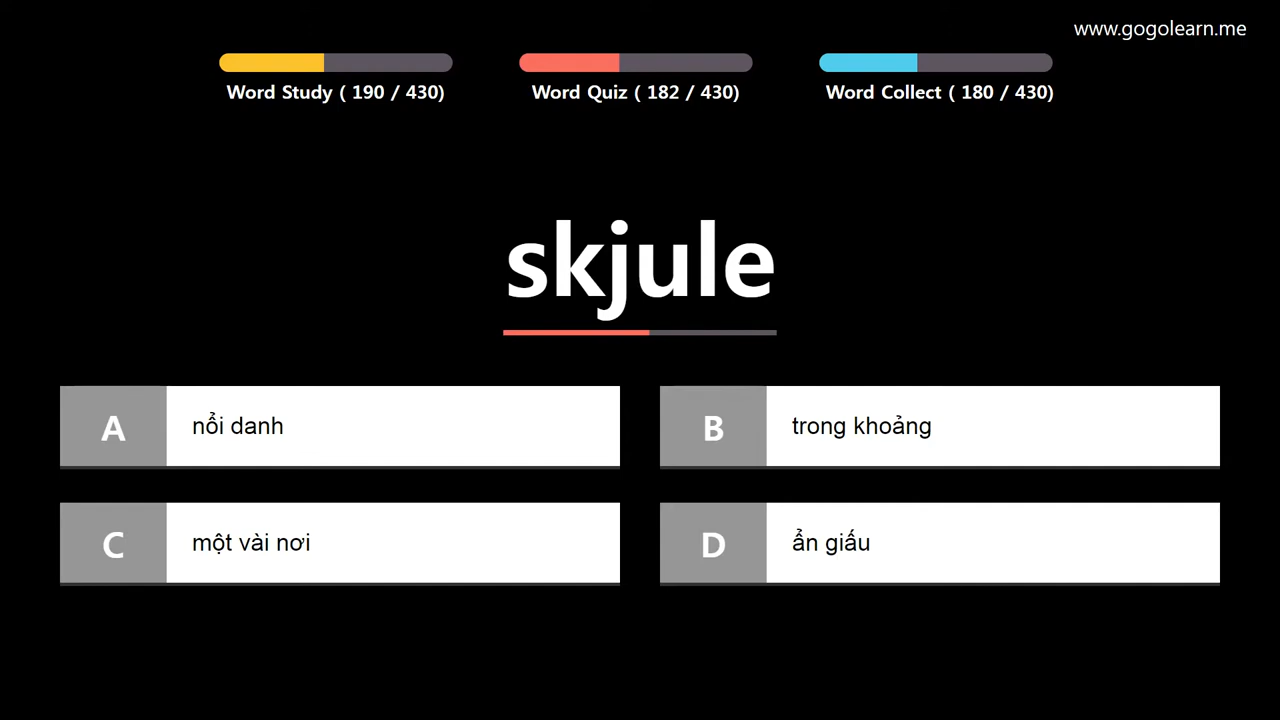 www.gogolearn.me
Word Study ( 190 / 430)
Word Quiz ( 182 / 430)
Word Collect ( 180 / 430)
skjule
A nổi danh
B trong khoảng
C một vài nơi
D ẩn giấu